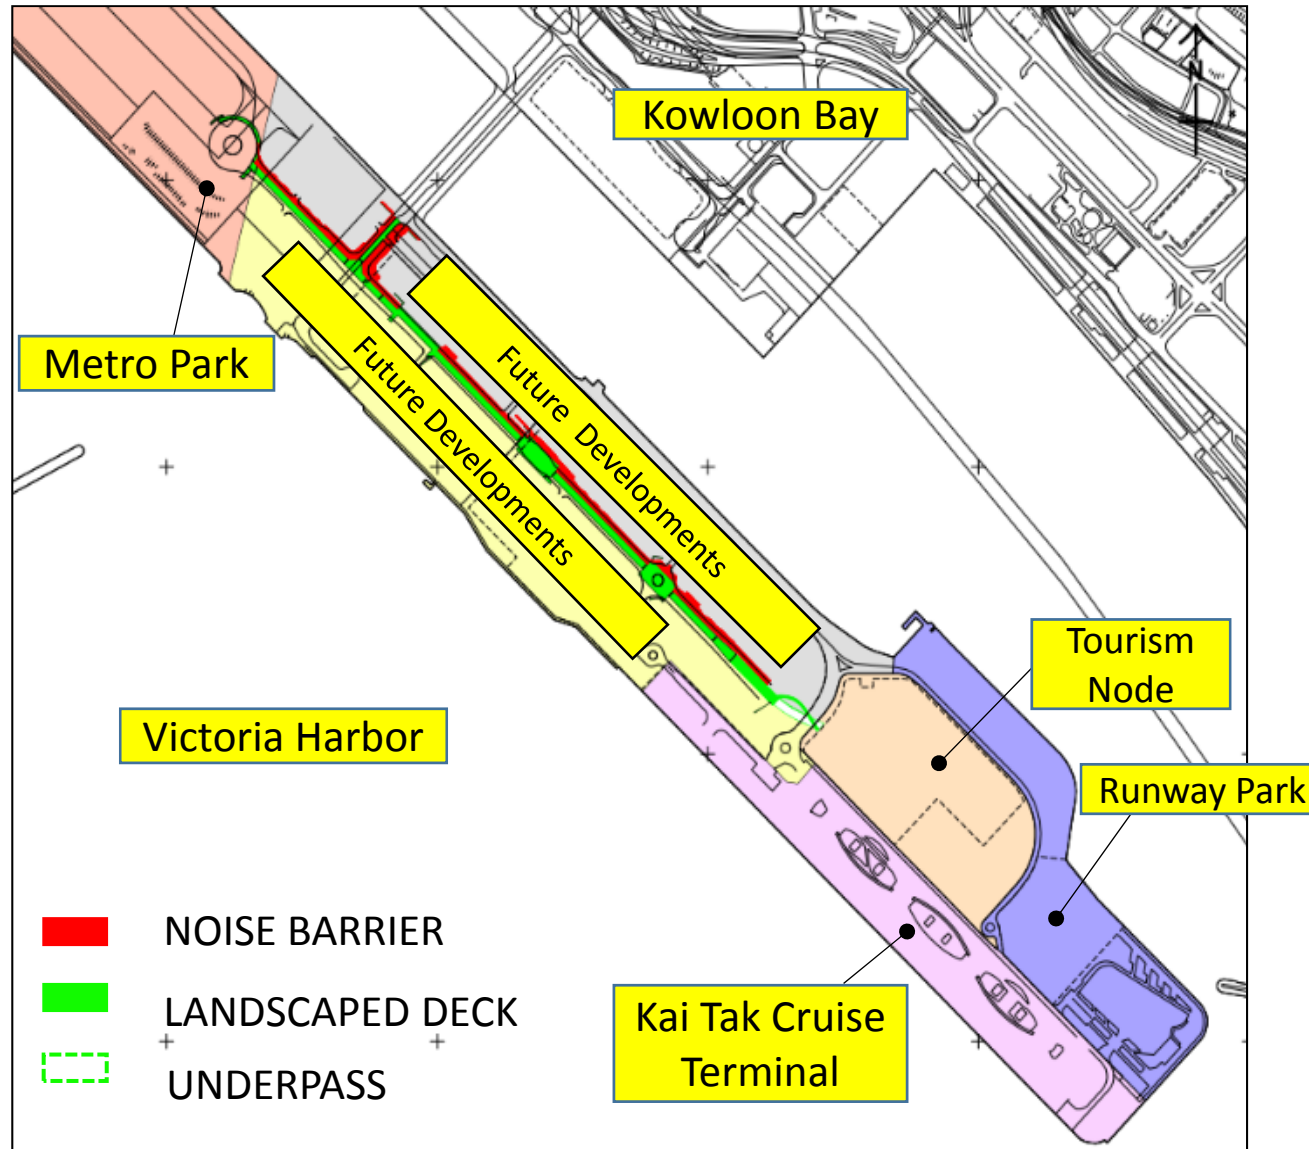 Kowloon Bay
N
Metro Park
Future Developments
Future Developments
Tourism
Node
Victoria Harbor
Runway Park
NOISE BARRIER
LANDSCAPED DECK
UNDERPASS
Kai Tak Cruise
Terminal